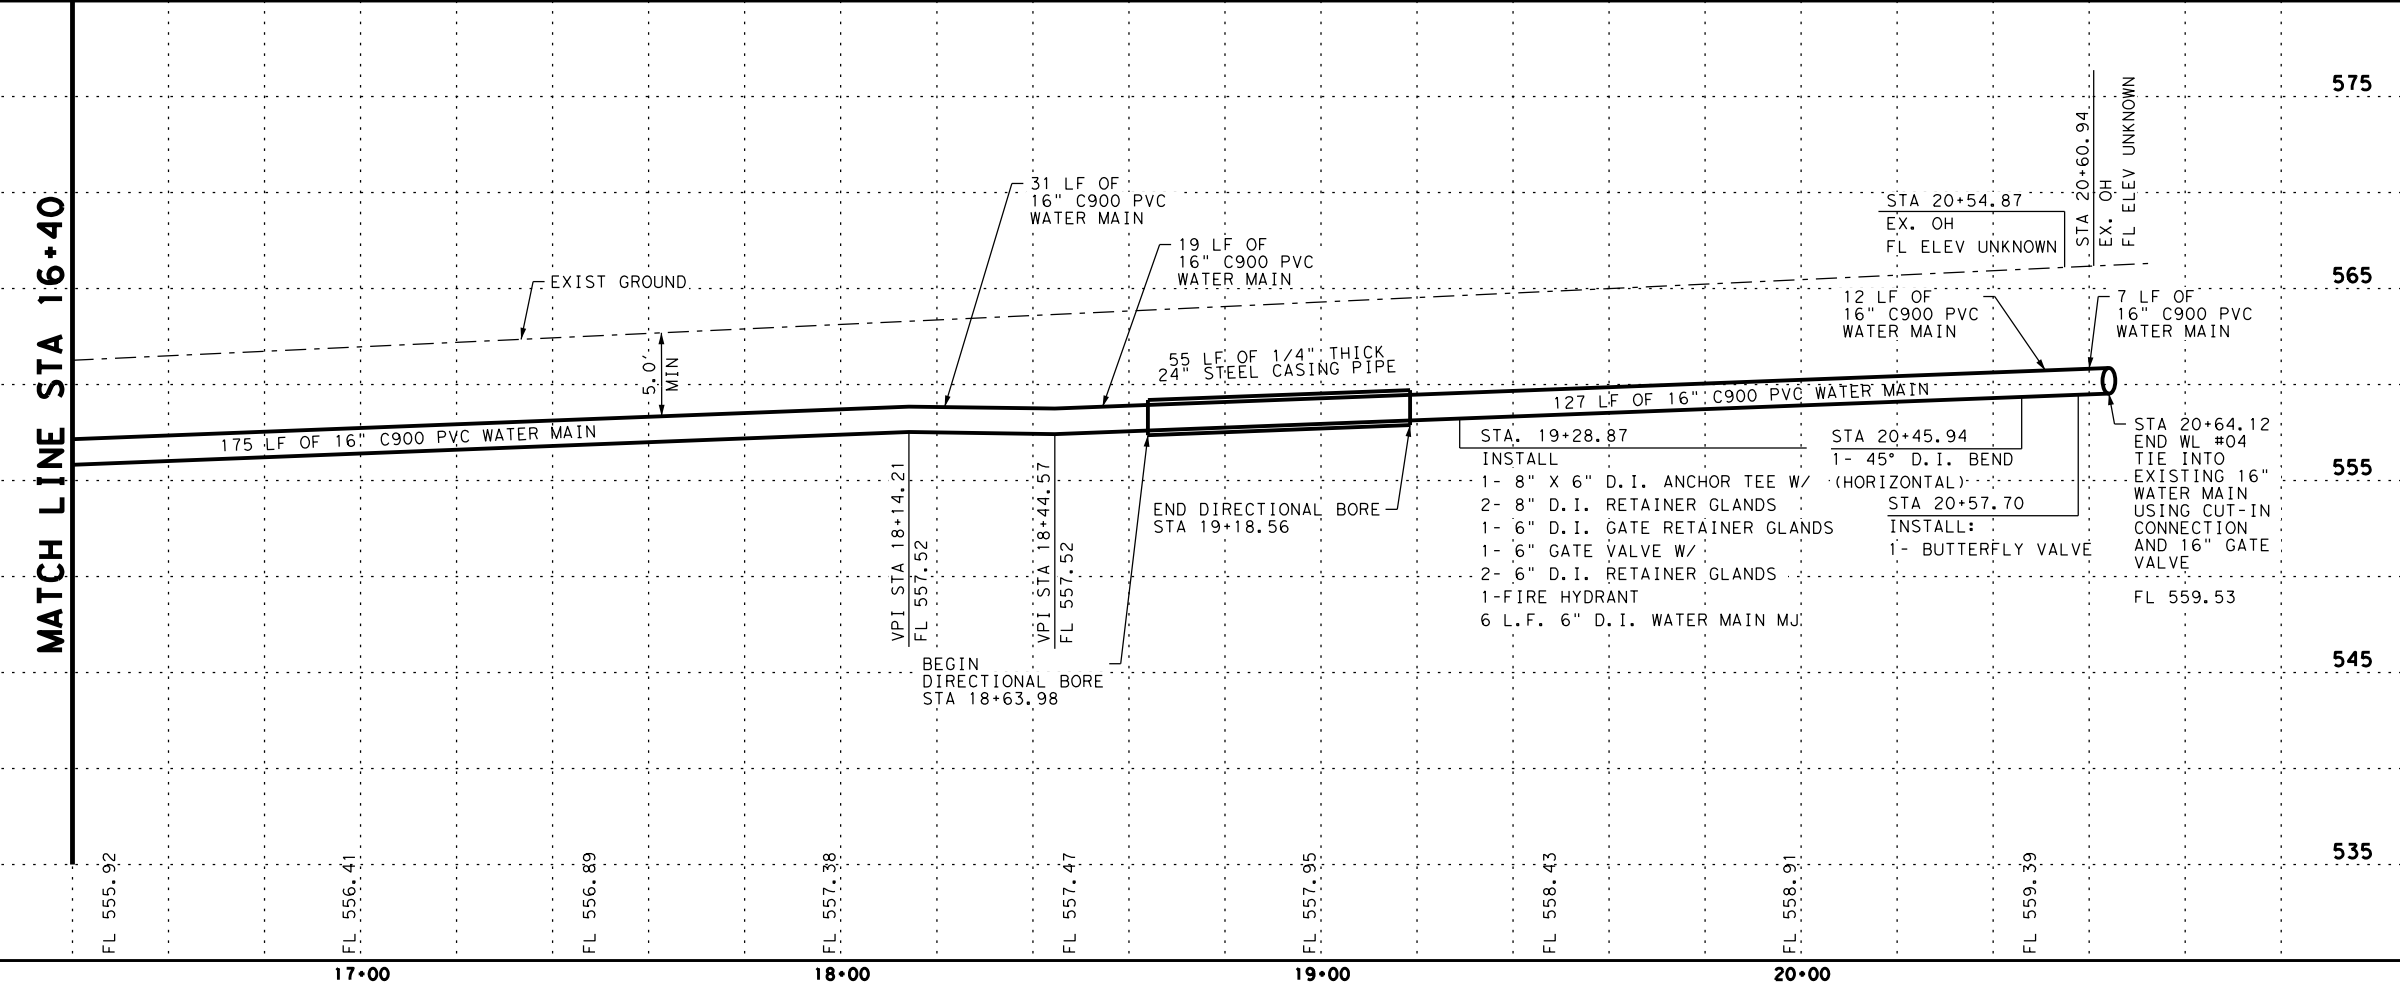 MATCH LINE STA 16+40
575
565
555
545
535
31 LF OF
16" C900 PVC
WATER MAIN
19 LF OF
16" C900 PVC
WATER MAIN
EXIST GROUND
5.0'
MIN
55 LF OF 1/4" THICK
24" STEEL CASING PIPE
STA 20+54.87
EX. OH
FL ELEV UNKNOWN
STA 20+60.94
EX. OH
FL ELEV UNKNOWN
12 LF OF
16" C900 PVC
WATER MAIN
7 LF OF
16" C900 PVC
WATER MAIN
175 LF OF 16" C900 PVC WATER MAIN
127 LF OF 16" C900 PVC WATER MAIN
VPI STA 18+14.21
FL 557.52
VPI STA 18+44.57
FL 557.52
BEGIN
DIRECTIONAL BORE
STA 18+63.98
END DIRECTIONAL BORE
STA 19+18.56
STA. 19+28.87
INSTALL
1- 8" X 6" D.I. ANCHOR TEE W/
2- 8" D.I. RETAINER GLANDS
1- 6" D.I. GATE RETAINER GLANDS
1- 6" GATE VALVE W/
2- 6" D.I. RETAINER GLANDS
1-FIRE HYDRANT
6 L.F. 6" D.I. WATER MAIN MJ
STA 20+45.94
1- 45° D.I. BEND
(HORIZONTAL)
STA 20+57.70
INSTALL:
1- BUTTERFLY VALVE
STA 20+64.12
END WL #04
TIE INTO
EXISTING 16"
WATER MAIN
USING CUT-IN
CONNECTION
AND 16" GATE
VALVE
FL 559.53
FL 555.92
FL 556.41
FL 556.89
FL 557.38
FL 557.47
FL 557.95
FL 558.43
FL 558.91
FL 559.39
17+00
18+00
19+00
20+00